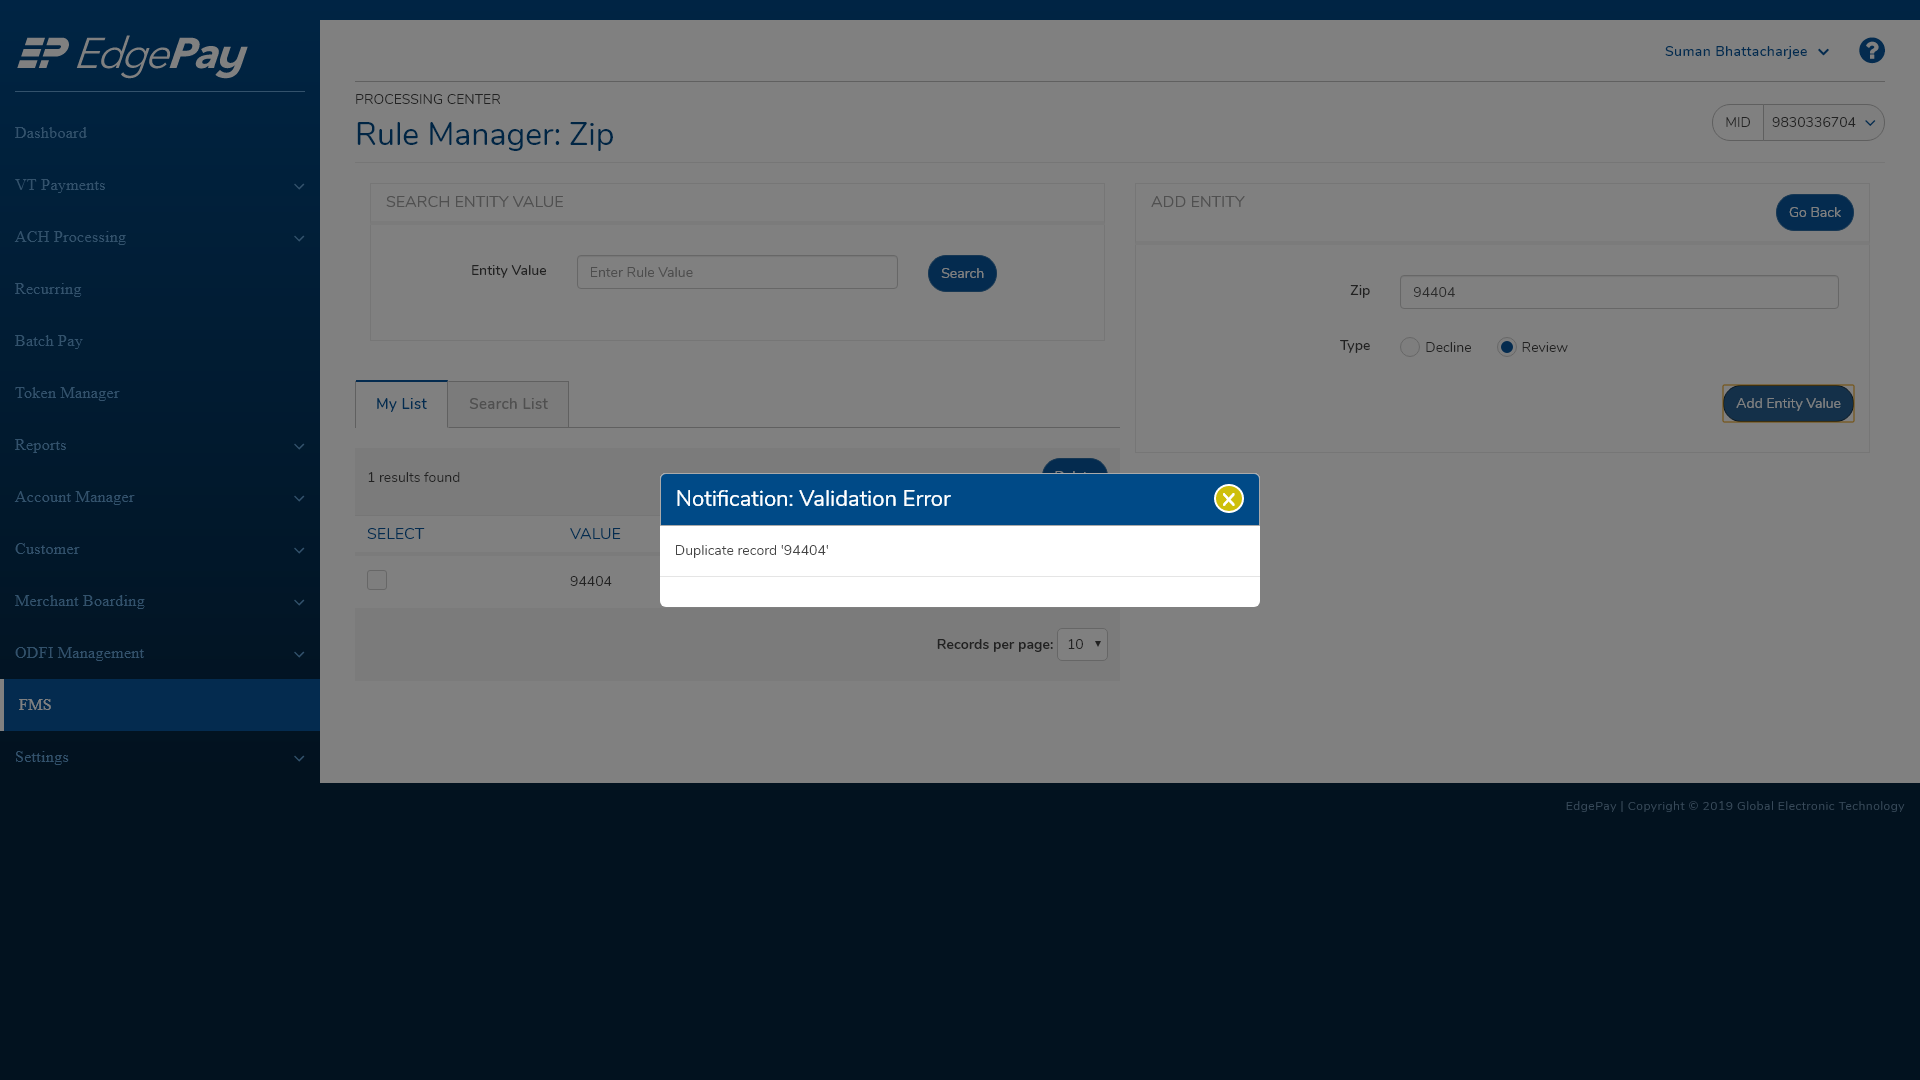 EdgePay
Suman Bhattacharjee
?
PROCESSING CENTER
Rule Manager: Zip
MID 9830336704
Dashboard
VT Payments
ACH Processing
Recurring
Batch Pay
Token Manager
Reports
Account Manager
Customer
Merchant Boarding
ODFI Management
FMS
Settings
SEARCH ENTITY VALUE
Entity Value Enter Rule Value Search
ADD ENTITY
Go Back
Zip 94404
Type Decline Review
Add Entity Value
My List Search List
1 results found
SELECT VALUE
94404
Records per page: 10
Notification: Validation Error
Duplicate record '94404'
EdgePay | Copyright © 2019 Global Electronic Technology